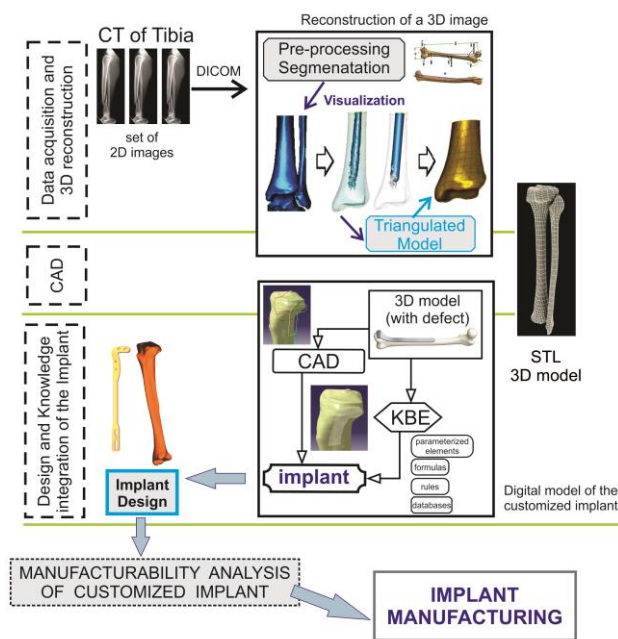 Reconstruction of a 3D image
CT of Tibia
DICOM
set of
2D images
Pre-processing
Segmenatation
Visualization
Triangulated
Model
Data acquisition and
3D reconstruction
CAD
STL
3D model
3D model
(with defect)
CAD
KBE
parameterized
elements
formulas
rules
databases
implant
Design and Knowledge
integration of the Implant
Implant
Design
Digital model of the
customized implant
MANUFACTURABILITY ANALYSIS
OF CUSTOMIZED IMPLANT
IMPLANT
MANUFACTURING